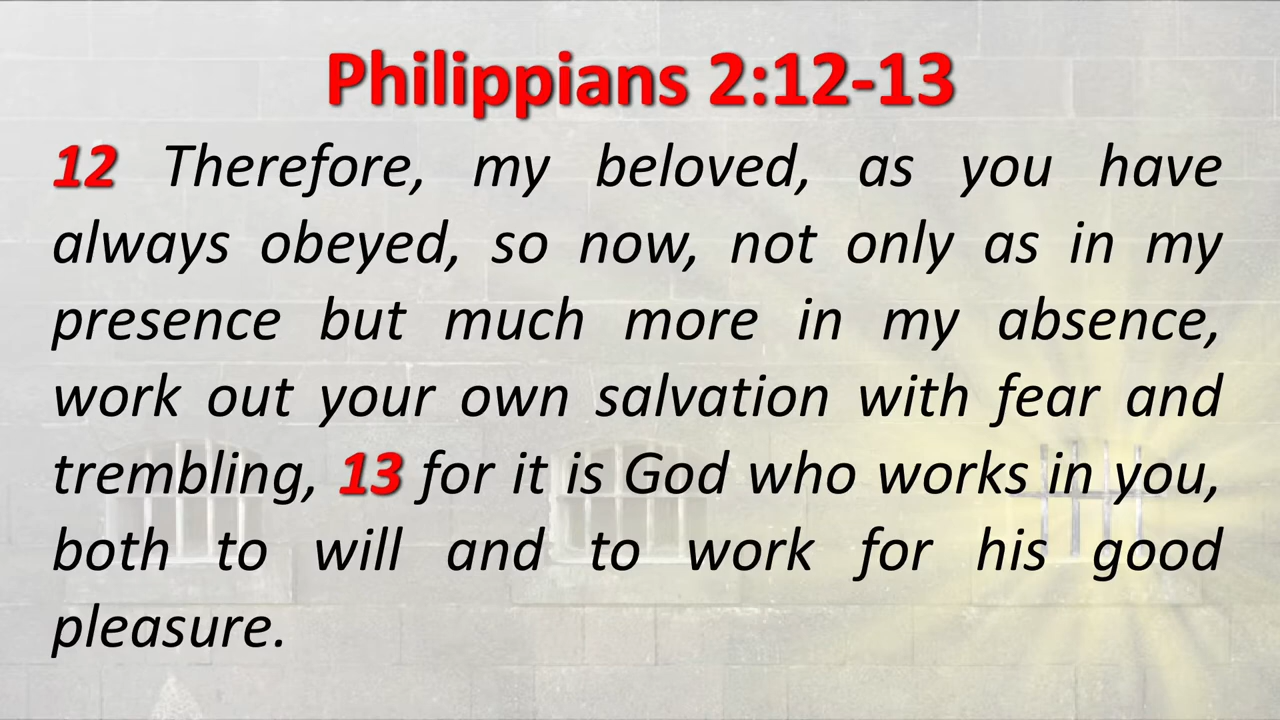 Philippians 2:12-13
12 Therefore, my beloved, as you have
always obeyed, so now, not only as in my
presence but much more in my absence,
work out your own salvation with fear and
trembling, 13 for it is God who works in you,
both to will and to work for his good
pleasure.